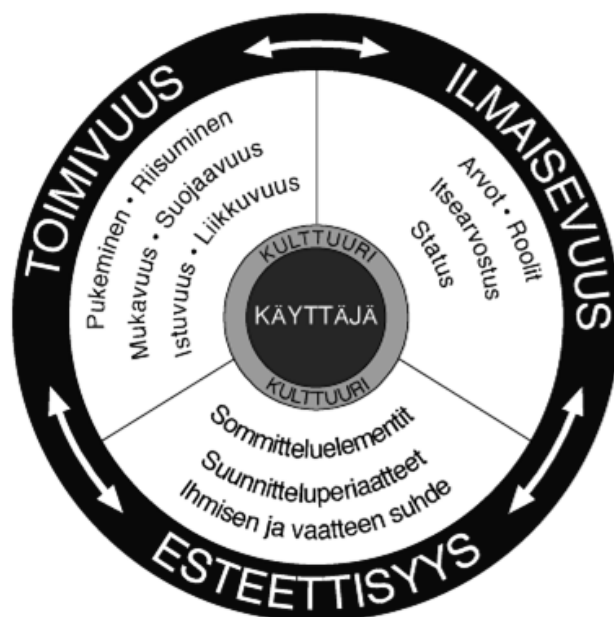 TOIMIVUUS
ILMAISEVUUS
Pukeminen • Riisuminen
Mukavuus • Suojaavuus
Istuvuus • Liikkuvuus
Arvot • Roolit
Itsearvostus
Status
KULTTUURI
KÄYTTÄJÄ
KULTTUURI
Sommitteluelementit
Suunnitteluperiaatteet
Ihmisen ja vaatteen suhde
ESTEETTISYYS